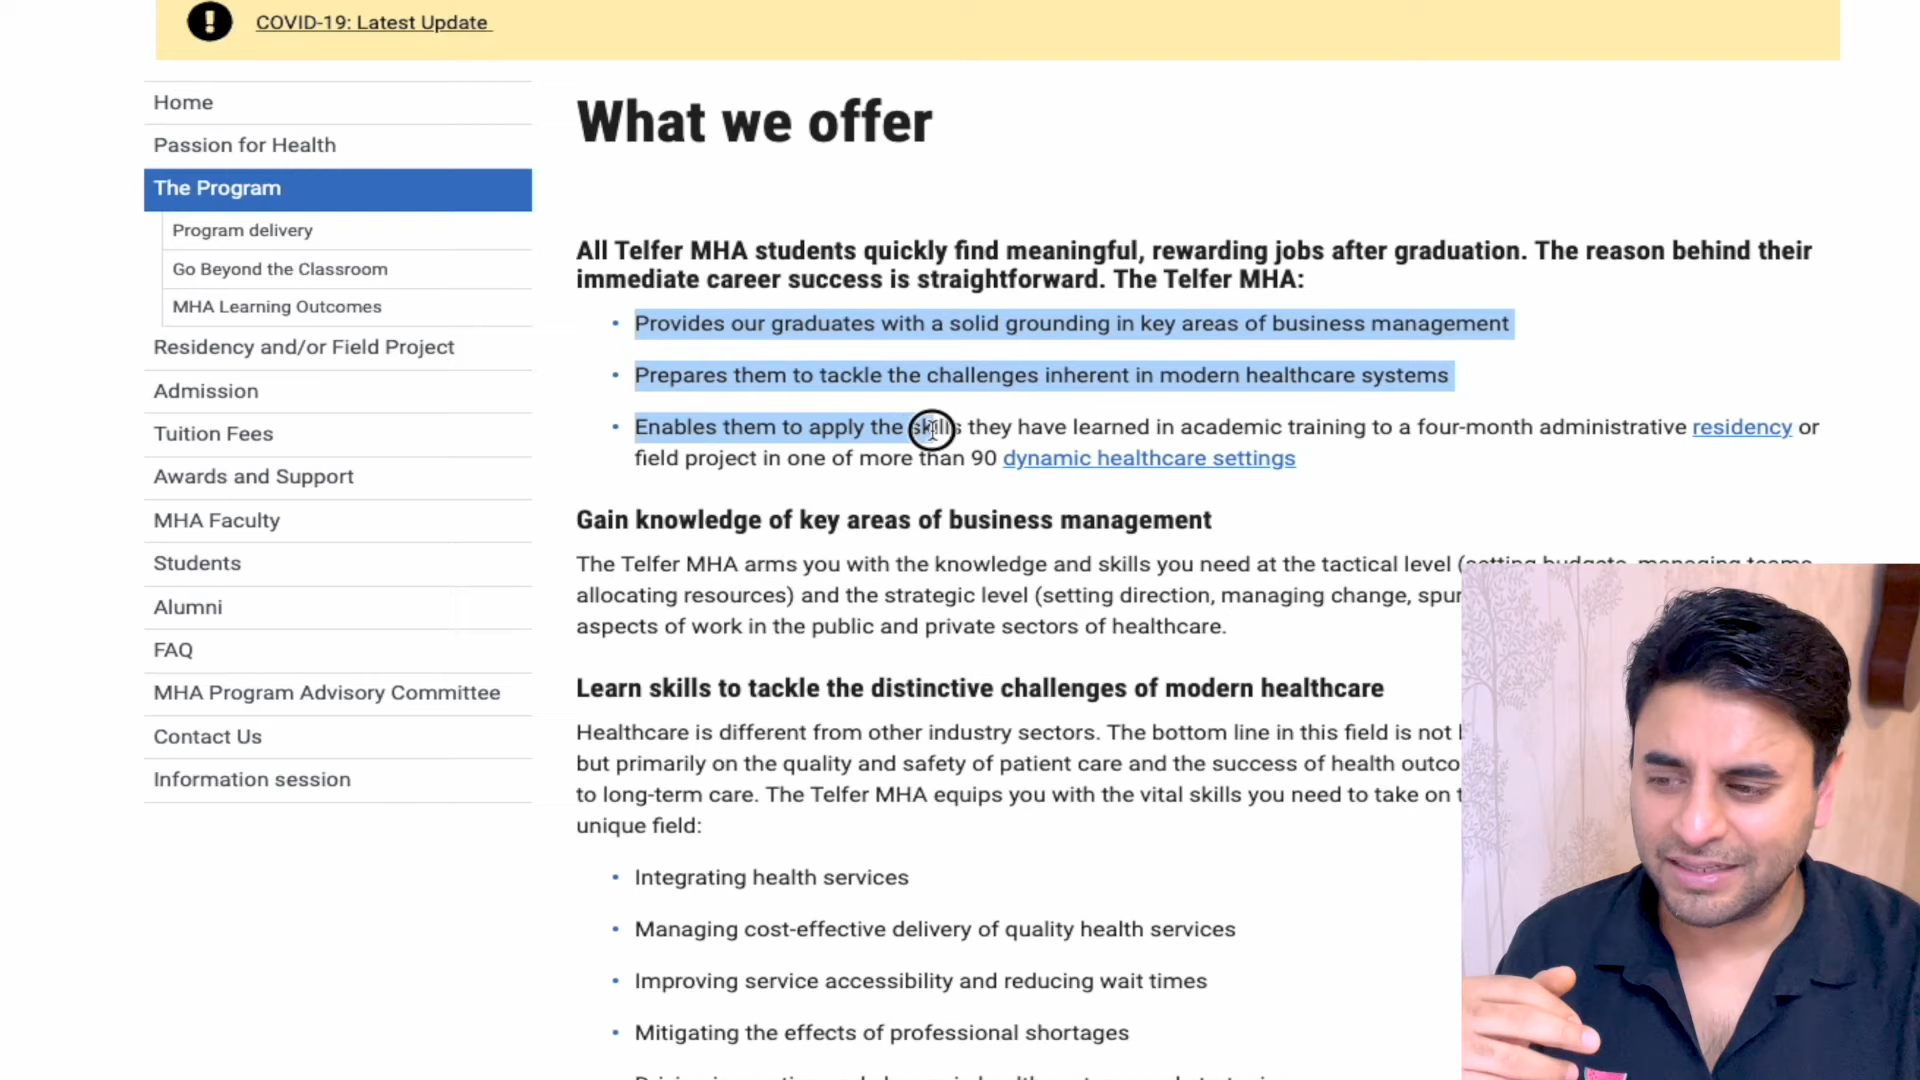 COVID-19: Latest Update
Home
Passion for Health
The Program
Program delivery
Go Beyond the Classroom
MHA Learning Outcomes
Residency and/or Field Project
Admission
Tuition Fees
Awards and Support
MHA Faculty
Students
Alumni
FAQ
MHA Program Advisory Committee
Contact Us
Information session
What we offer
All Telfer MHA students quickly find meaningful, rewarding jobs after graduation. The reason behind their
immediate career success is straightforward. The Telfer MHA:
• Provides our graduates with a solid grounding in key areas of business management
• Prepares them to tackle the challenges inherent in modern healthcare systems
• Enables them to apply the skills they have learned in academic training to a four-month administrative residency or
field project in one of more than 90 dynamic healthcare settings
Gain knowledge of key areas of business management
The Telfer MHA arms you with the knowledge and skills you need at the tactical level (setting budgets, managing teams,
allocating resources) and the strategic level (setting direction, managing change,
aspects of work in the public and private sectors of healthcare.
Learn skills to tackle the distinctive challenges of modern healthcare
Healthcare is different from other industry sectors. The bottom line in this field is not
but primarily on the quality and safety of patient care and the success of health
to long-term care. The Telfer MHA equips you with the vital skills you need to take on
unique field:
• Integrating health services
• Managing cost-effective delivery of quality health services
• Improving service accessibility and reducing wait times
• Mitigating the effects of professional shortages